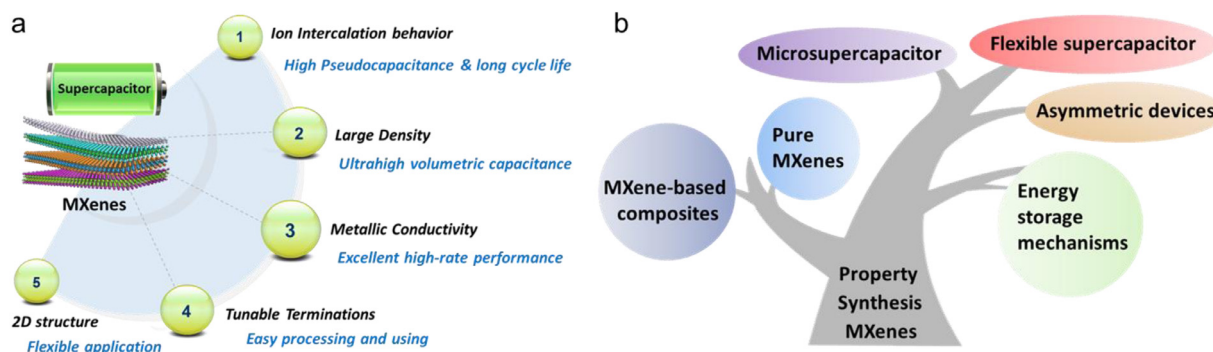 a
Supercapacitor
MXenes
1
Ion Intercalation behavior
High Pseudocapacitance & long cycle life
2
Large Density
Ultrahigh volumetric capacitance
3
Metallic Conductivity
Excellent high-rate performance
4
Tunable Terminations
Easy processing and using
5
2D structure
Flexible application
b
Microsupercapacitor
Flexible supercapacitor
Asymmetric devices
Pure
MXenes
MXene-based
composites
Energy
storage
mechanisms
Property
Synthesis
MXenes